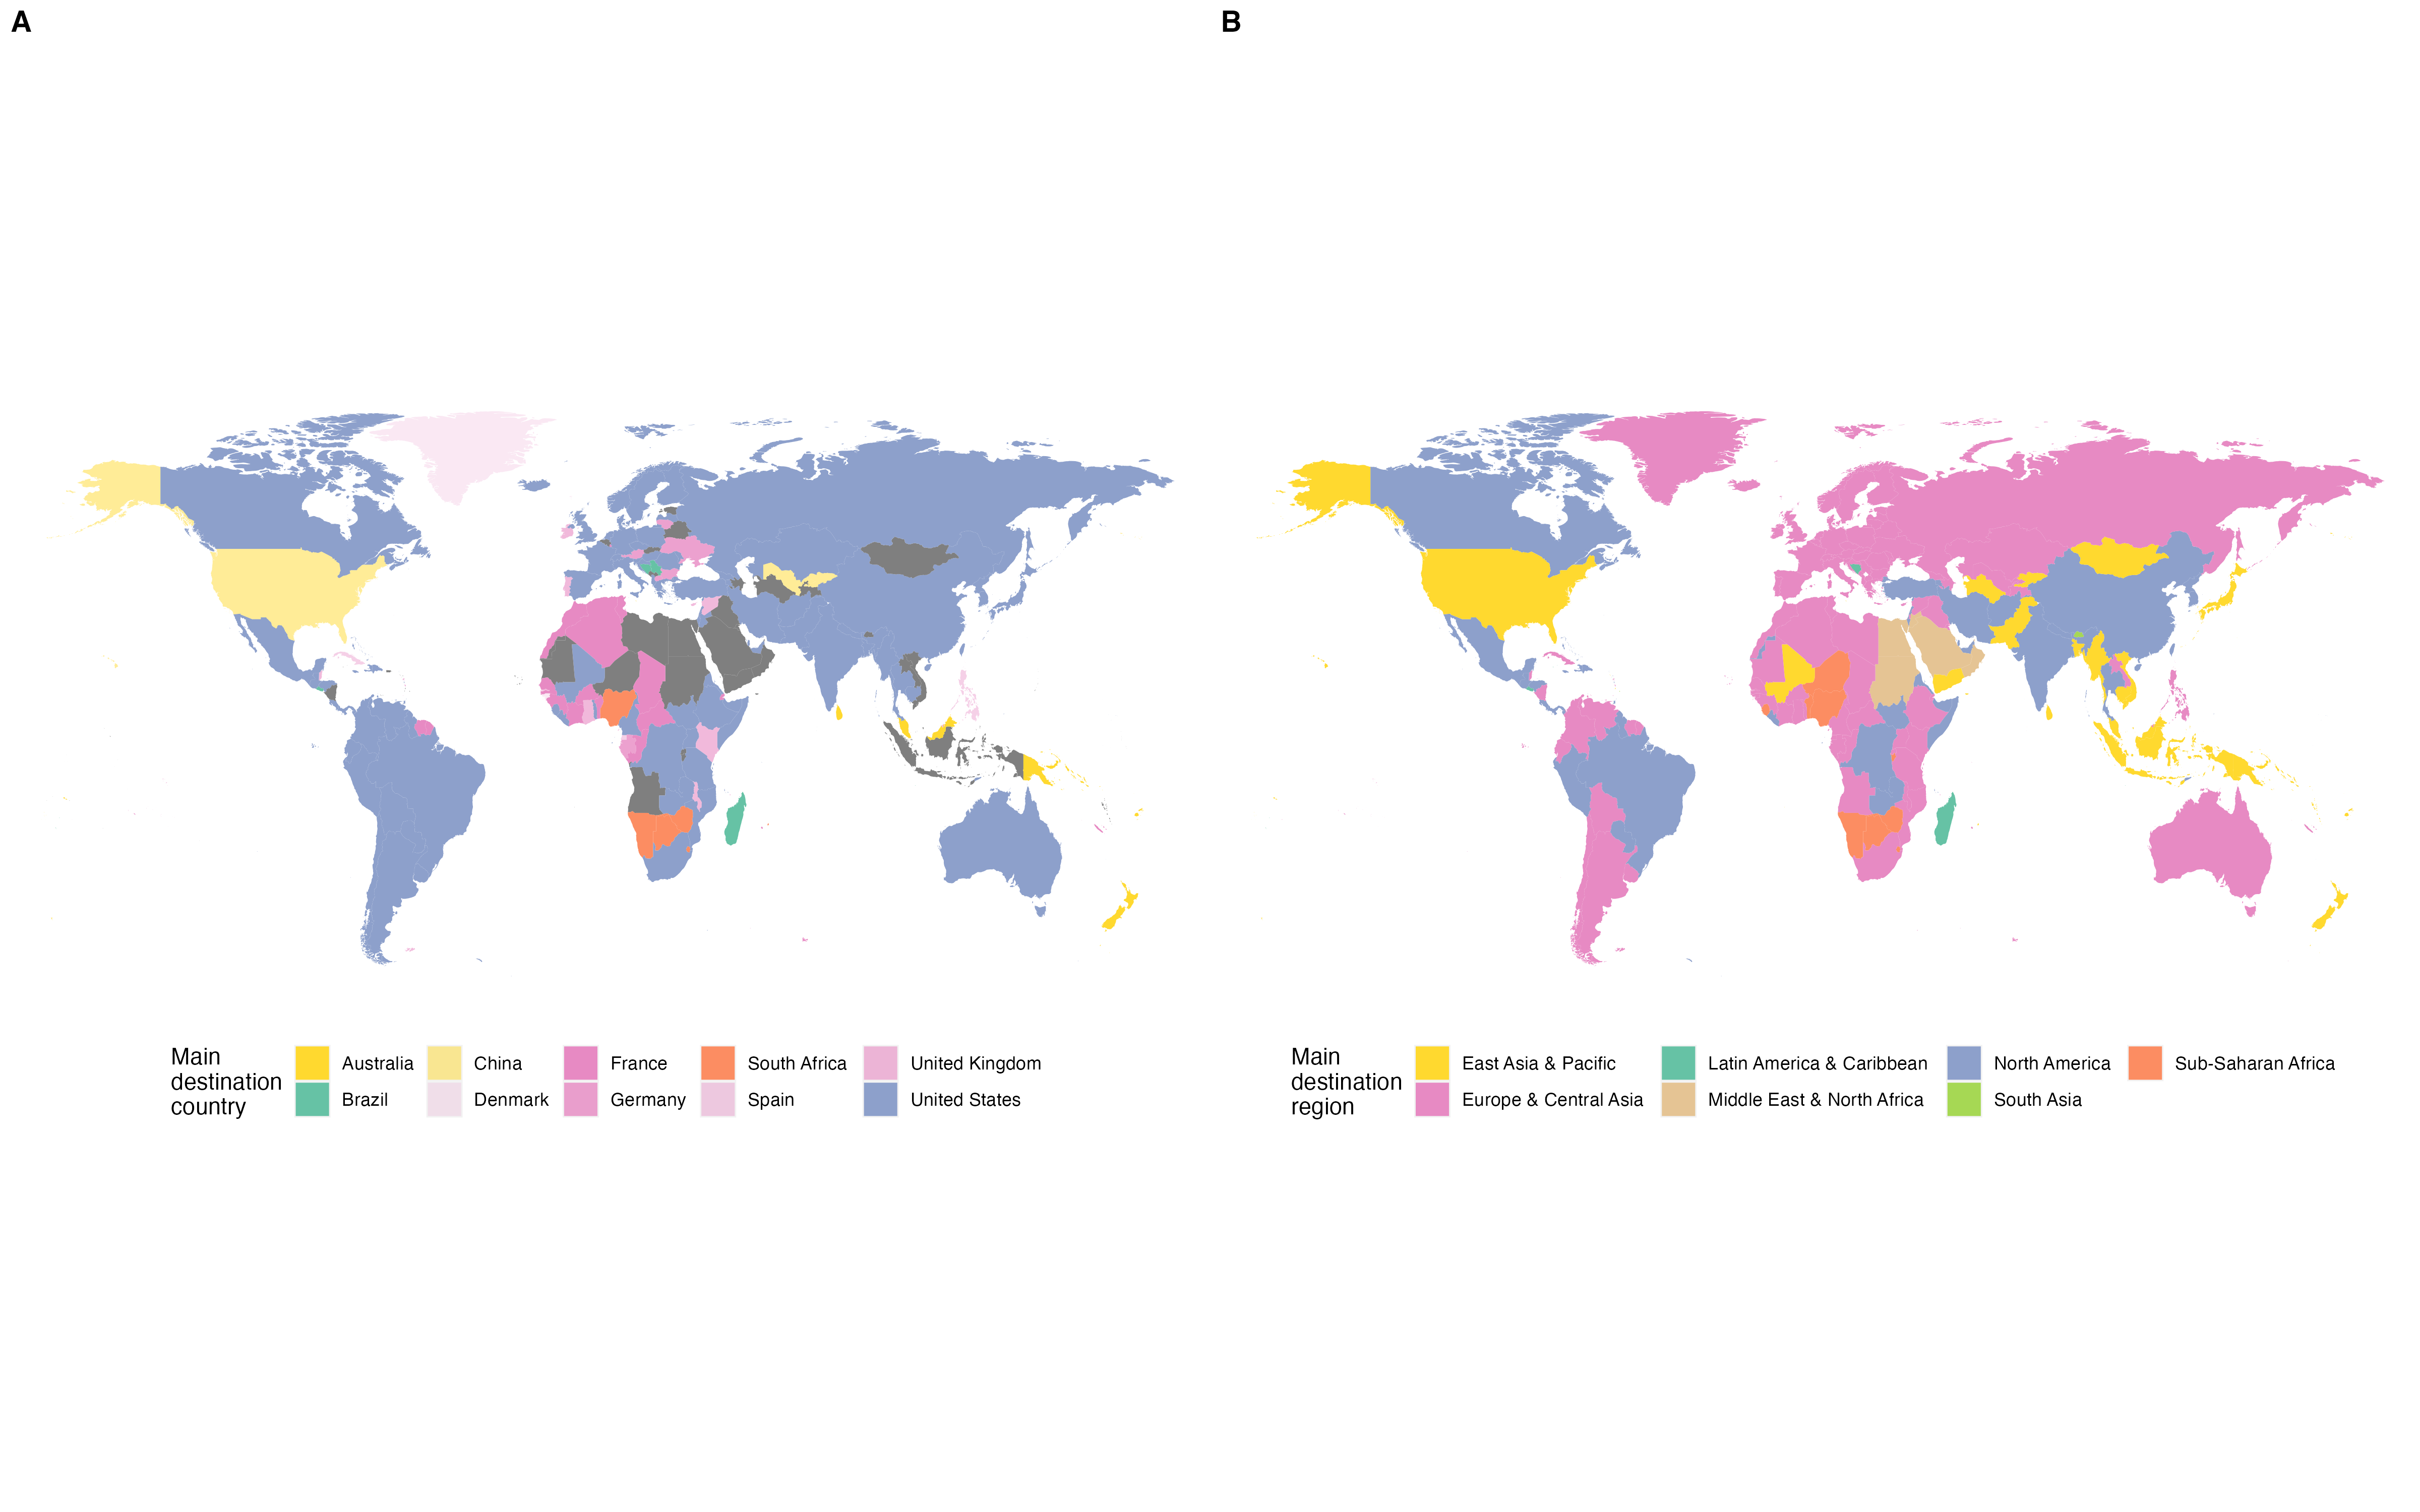 A
B
Main
destination
country
Australia
China
France
South Africa
United Kingdom
Brazil
Denmark
Germany
Spain
United States
Main
destination
region
East Asia & Pacific
Latin America & Caribbean
North America
Sub-Saharan Africa
Europe & Central Asia
Middle East & North Africa
South Asia